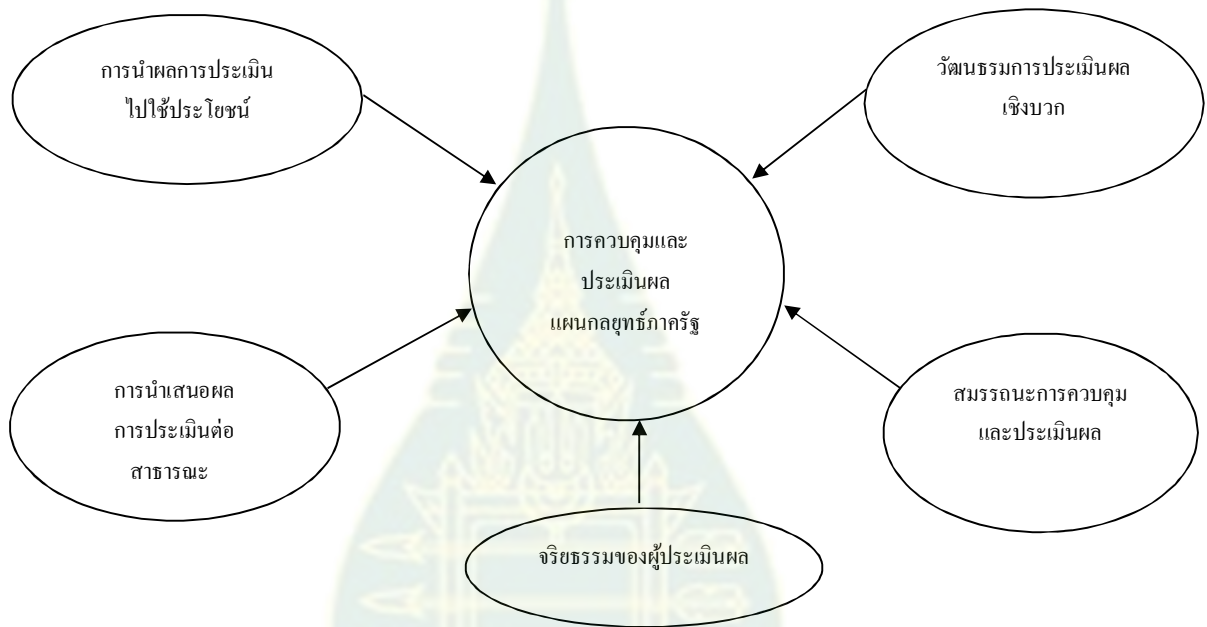 การนำผลการประเมิน
ไปใช้ประโยชน์
วัฒนธรรมการประเมินผล
เชิงบวก
การควบคุมและ
ประเมินผล
แผนกลยุทธ์ภาครัฐ
การนำเสนอผล
การประเมินต่อ
สาธารณะ
สมรรถนะการควบคุม
และประเมินผล
จริยธรรมของผู้ประเมินผล